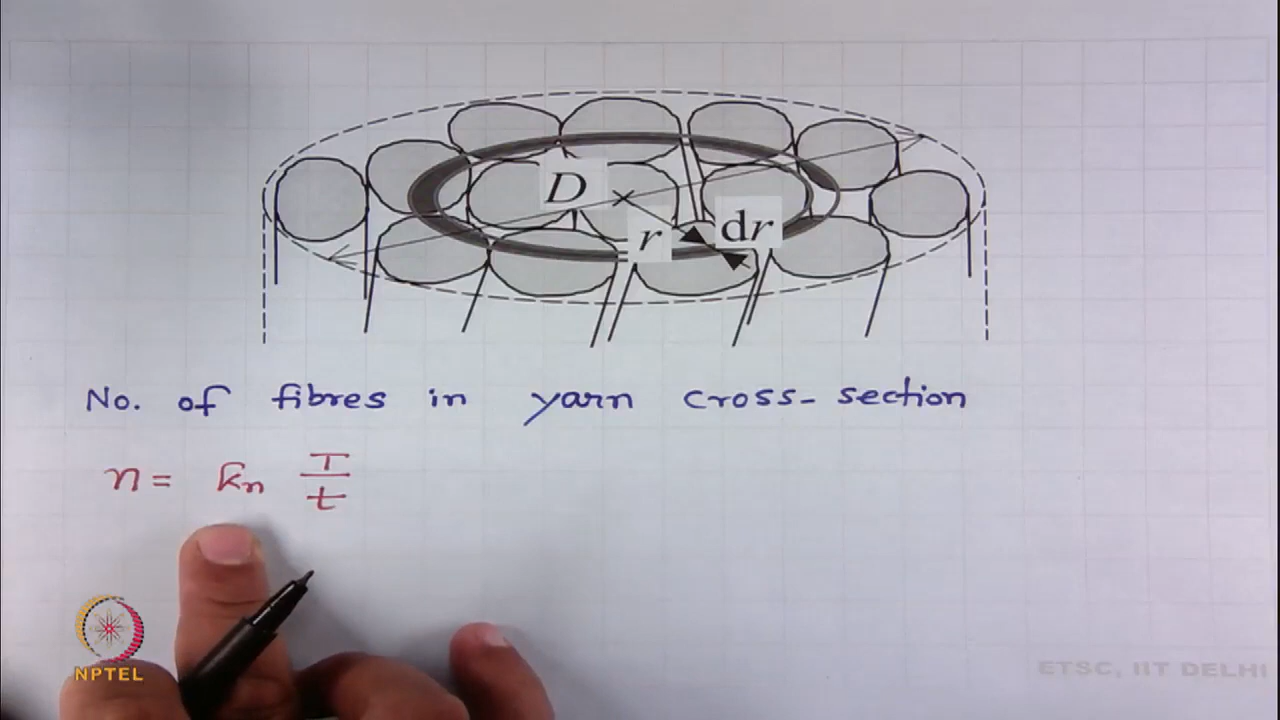 D
r
dr
No. of fibres in yarn cross-section
n = kn T/t
NPTEL
ETSC, IIT DELHI